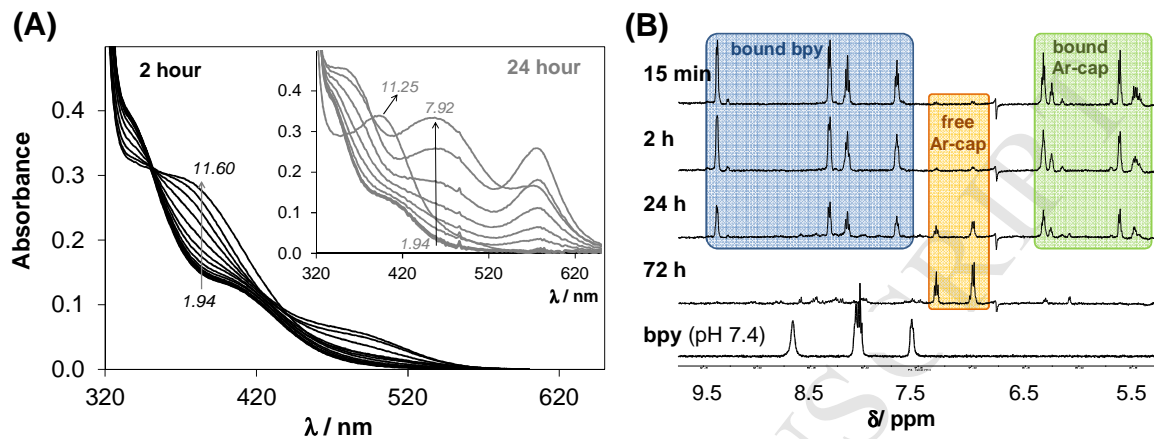 (A)
2 hour
24 hour
0.4
0.3
0.2
0.1
0.0
Absorbance
11.60
1.94
320
420
520
620
λ / nm
0.4
0.3
0.2
0.1
0.0
11.25
7.92
1.94
320
420
520
620
λ / nm
(B)
bound bpy
bound
Ar-cap
free
Ar-cap
15 min
2 h
24 h
72 h
bpy (pH 7.4)
9.5
8.5
7.5
6.5
5.5
δ/ ppm
NUSCRIPT